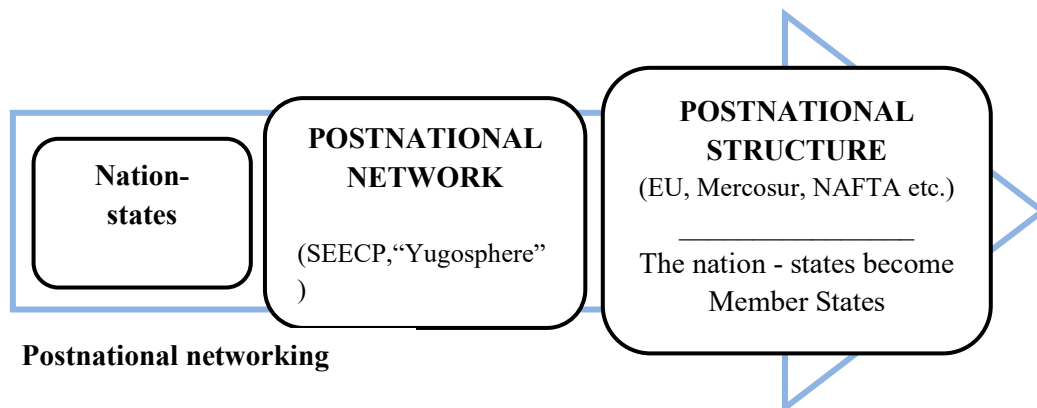 Nation-
states
POSTNATIONAL
NETWORK
(SEECP,“Yugosphere”
)
POSTNATIONAL
STRUCTURE
(EU, Mercosur, NAFTA etc.)
_________________
The nation - states become
Member States
Postnational networking